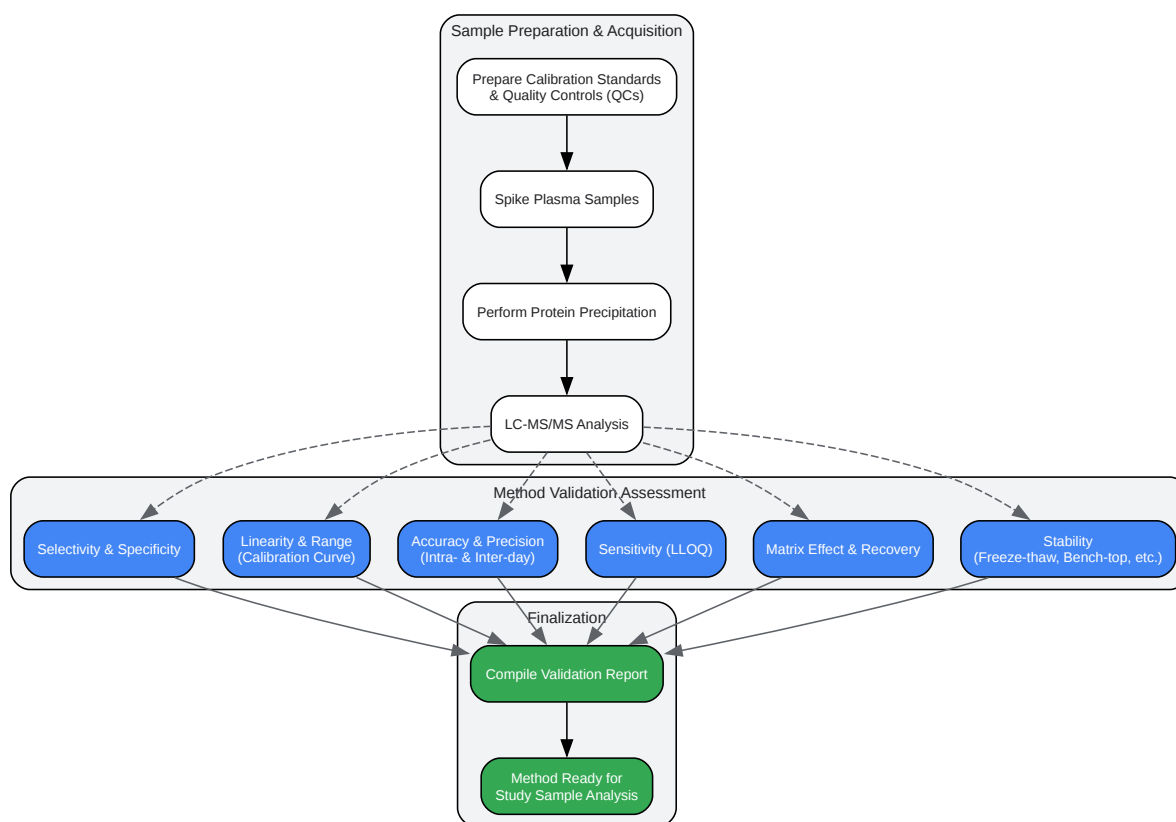 Sample Preparation & Acquisition
Prepare Calibration Standards
& Quality Controls (QCs)
Spike Plasma Samples
Perform Protein Precipitation
LC-MS/MS Analysis
Method Validation Assessment
Selectivity & Specificity
Linearity & Range
(Calibration Curve)
Accuracy & Precision
(Intra- & Inter-day)
Sensitivity (LLOQ)
Matrix Effect & Recovery
Stability
(Freeze-thaw, Bench-top, etc.)
Finalization
Compile Validation Report
Method Ready for
Study Sample Analysis